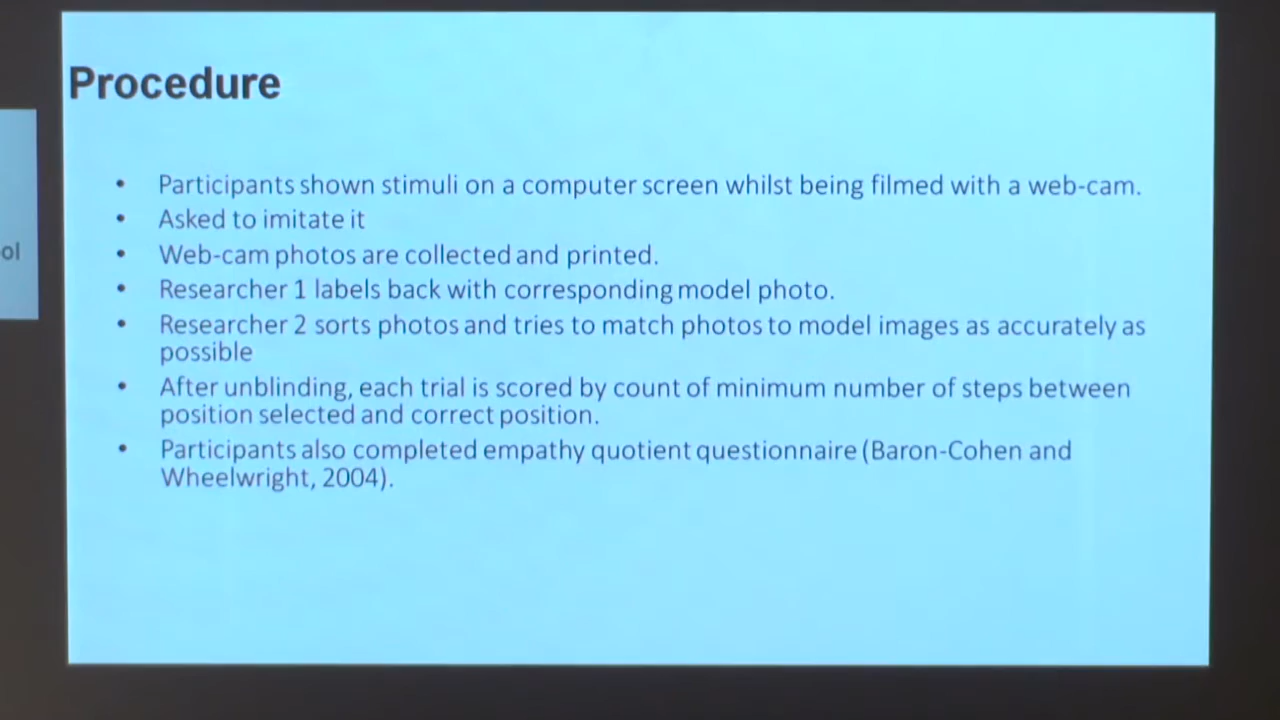 Procedure
ol
• Participants shown stimuli on a computer screen whilst being filmed with a web-cam.
• Asked to imitate it
• Web-cam photos are collected and printed.
• Researcher 1 labels back with corresponding model photo.
• Researcher 2 sorts photos and tries to match photos to model images as accurately as
possible
• After unblinding, each trial is scored by count of minimum number of steps between
position selected and correct position.
• Participants also completed empathy quotient questionnaire (Baron-Cohen and
Wheelwright, 2004).